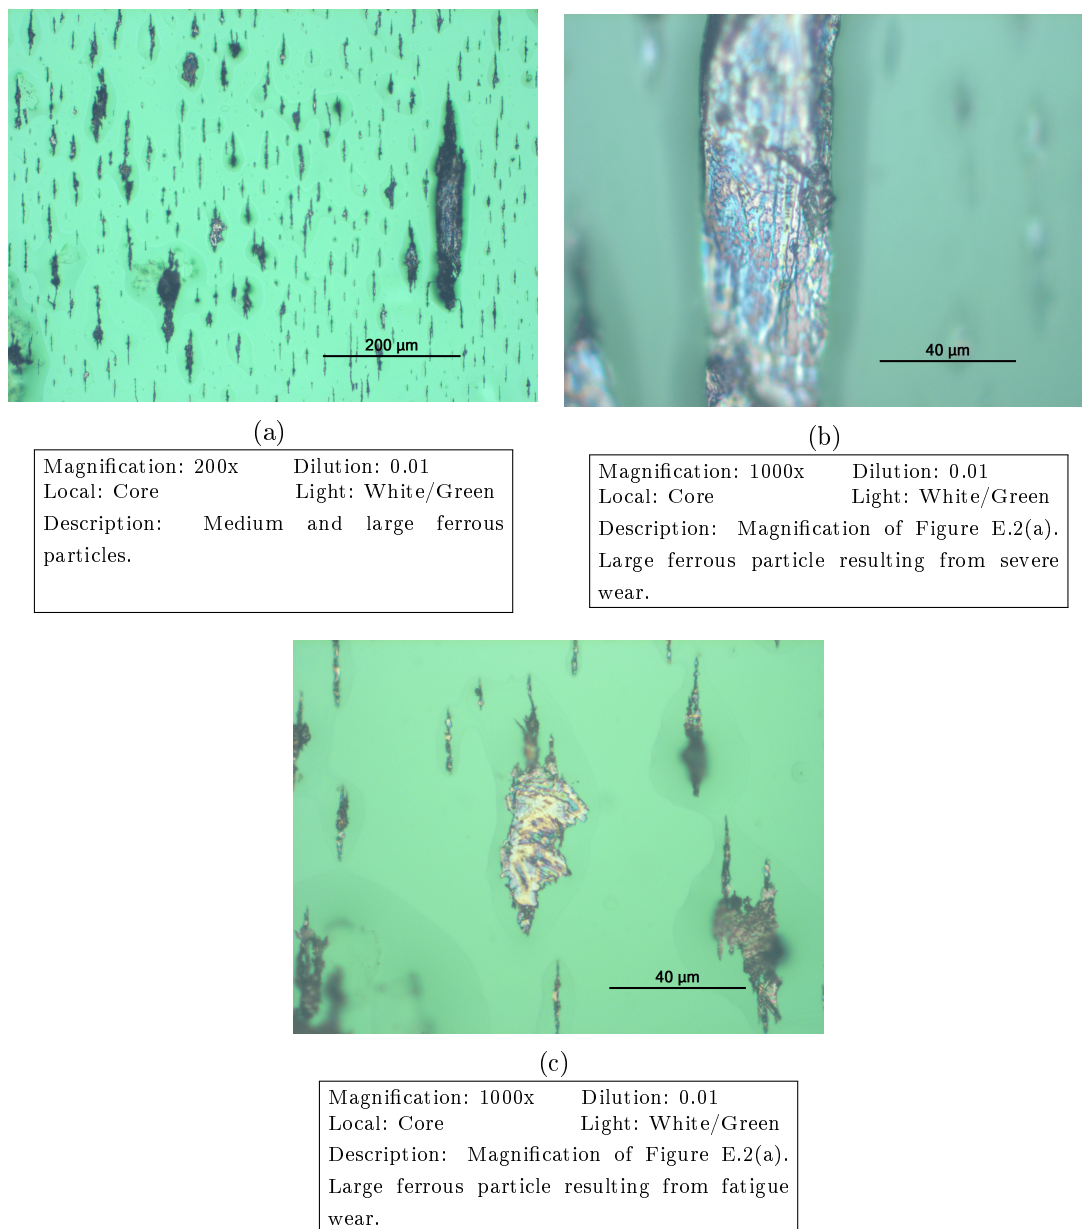 200 µm
40 µm
(a)
(b)
Magnification: 200x Dilution: 0.01
Local: Core Light: White/Green
Description: Medium and large ferrous
particles.
Magnification: 1000x Dilution: 0.01
Local: Core Light: White/Green
Description: Magnification of Figure E.2(a).
Large ferrous particle resulting from severe
wear.
40 µm
(c)
Magnification: 1000x Dilution: 0.01
Local: Core Light: White/Green
Description: Magnification of Figure E.2(a).
Large ferrous particle resulting from fatigue
wear.